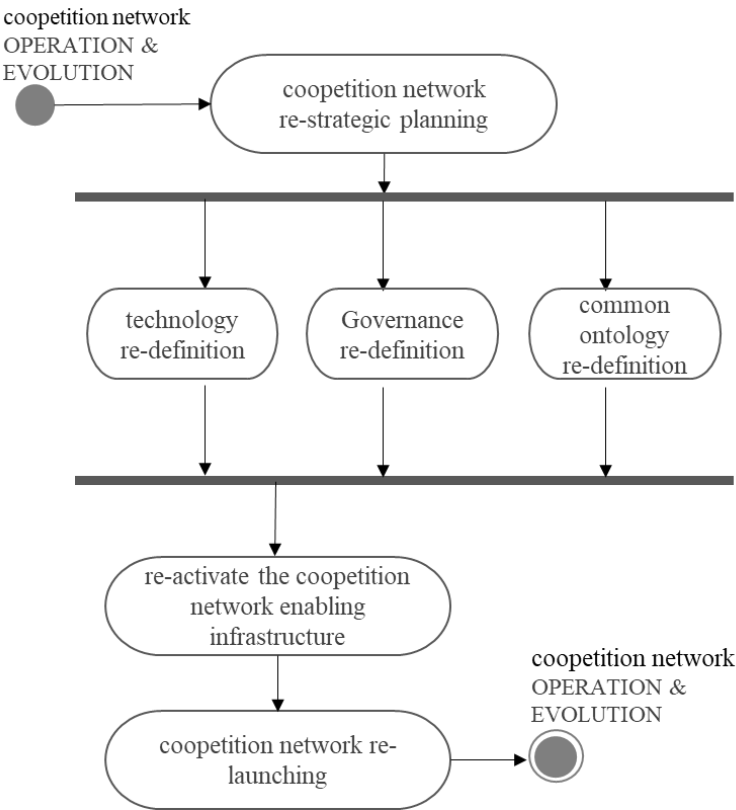 coopetition network
OPERATION &
EVOLUTION
coopetition network
re-strategic planning
technology
re-definition
Governance
re-definition
common
ontology
re-definition
re-activate the coopetition
network enabling
infrastructure
coopetition network
OPERATION &
EVOLUTION
coopetition network re-
launching